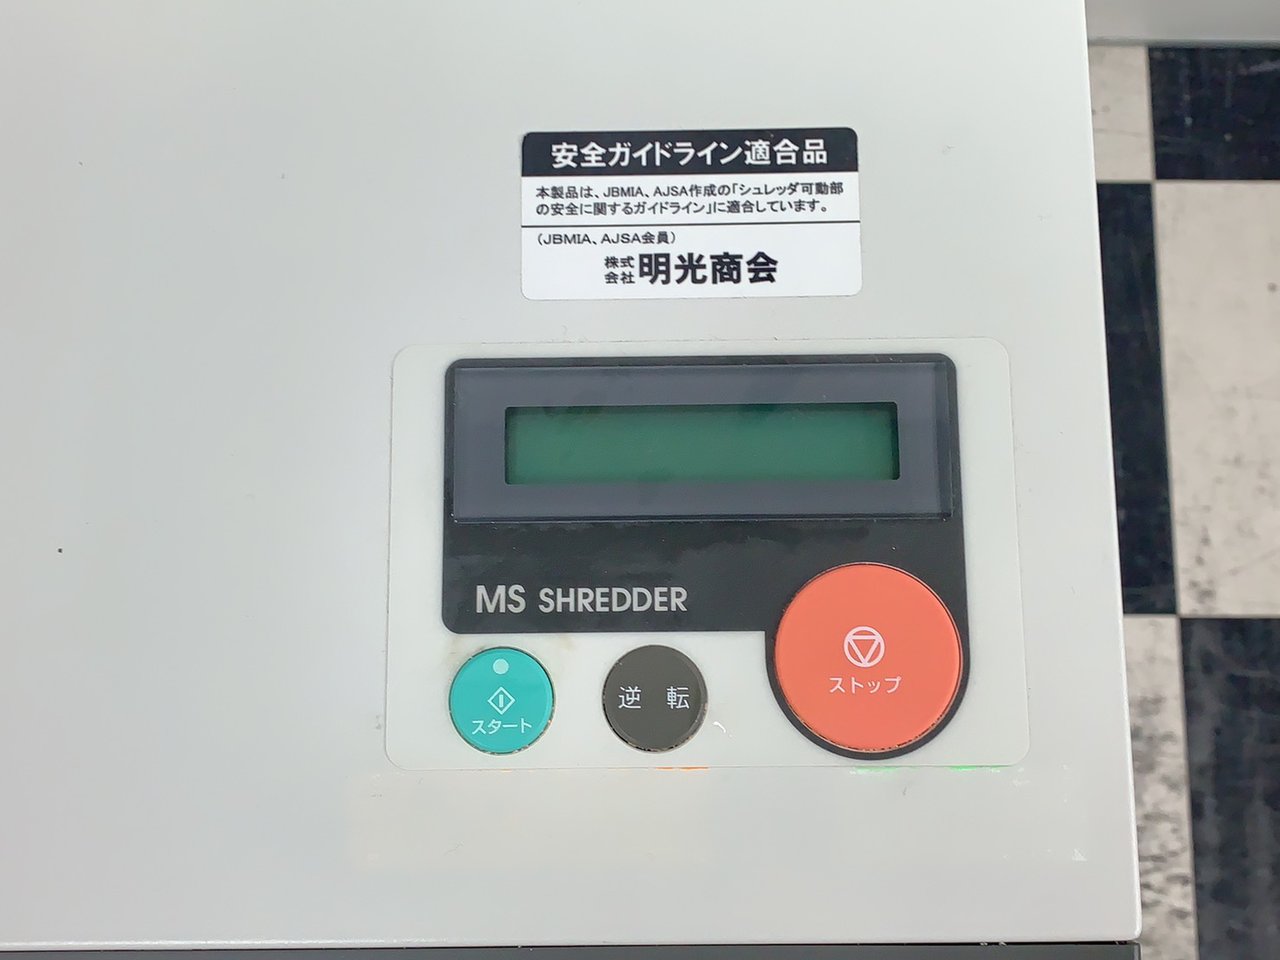 安全ガイドライン適合品
本製品は、JBMIA、AJSA作成の「シュレッダ可動部
の安全に関するガイドライン」に適合しています。
（JBMIA、AJSA会員）
株式会社 明光商会
MS SHREDDER
スタート
逆 転
ストップ